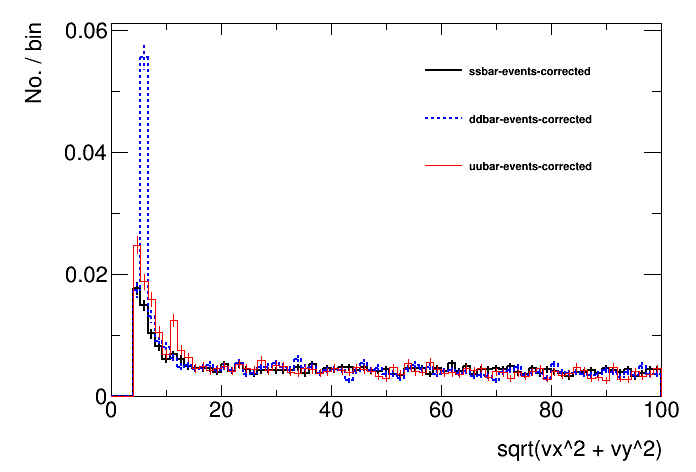 No. / bin
0.06
0.04
0.02
0
ssbar-events-corrected
ddbar-events-corrected
uubar-events-corrected
0 20 40 60 80 100
sqrt(vx^2 + vy^2)